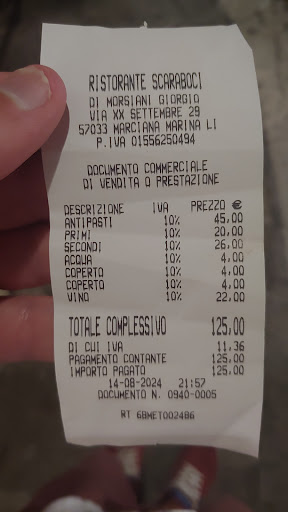 RISTORANTE SCARABOCI
DI MORSIANI GIORGIO
VIA XX SETTEMBRE 29
57033 MARCIANA MARINA LI
P.IVA 01556250494
DOCUMENTO COMMERCIALE
DI VENDITA O PRESTAZIONE
DESCRIZIONE IVA PREZZO €
ANTIPASTI 10% 45,00
PRIMI 10% 20,00
SECONDI 10% 26,00
ACQUA 10% 4,00
COPERTO 10% 4,00
COPERTO 10% 4,00
VINO 10% 22,00
TOTALE COMPLESSIVO 125,00
DI CUI IVA 11,36
PAGAMENTO CONTANTE 125,00
IMPORTO PAGATO 125,00
14-08-2024 21:57
DOCUMENTO N. 0940-0005
RT 6BMET002486